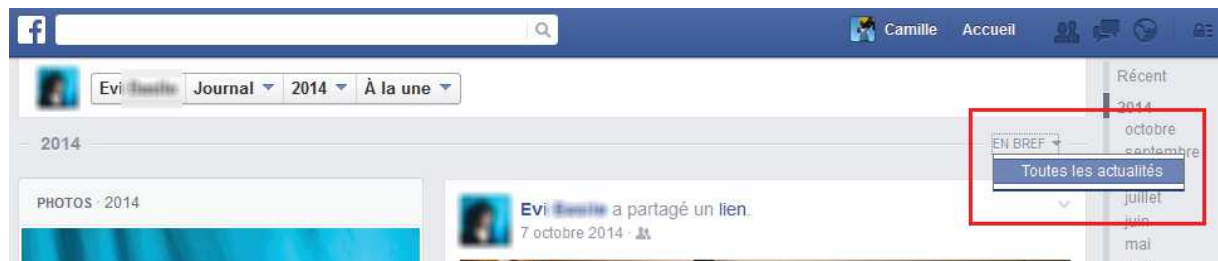 f
Camille Accueil
Evi Journal 2014 À la une
Récent
2014
octobre
septembre
juillet
juin
mai
2014
EN BREF
Toutes les actualités
PHOTOS · 2014
Evi a partagé un lien.
7 octobre 2014